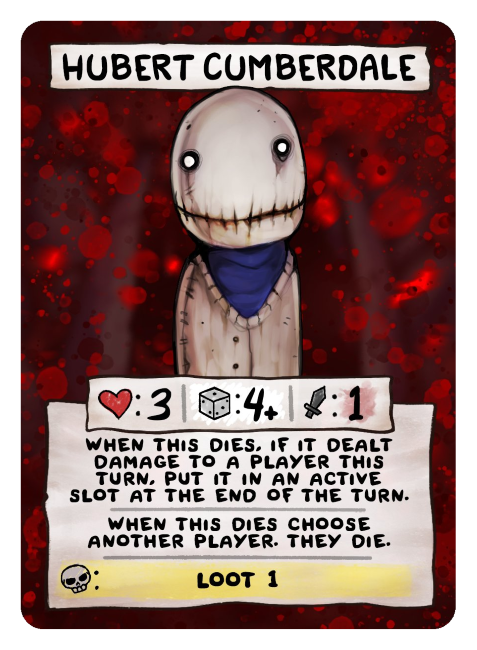 HUBERT CUMBERDALE
:3 :4+ :1
WHEN THIS DIES, IF IT DEALT
DAMAGE TO A PLAYER THIS
TURN, PUT IT IN AN ACTIVE
SLOT AT THE END OF THE TURN.
WHEN THIS DIES CHOOSE
ANOTHER PLAYER. THEY DIE.
: LOOT 1